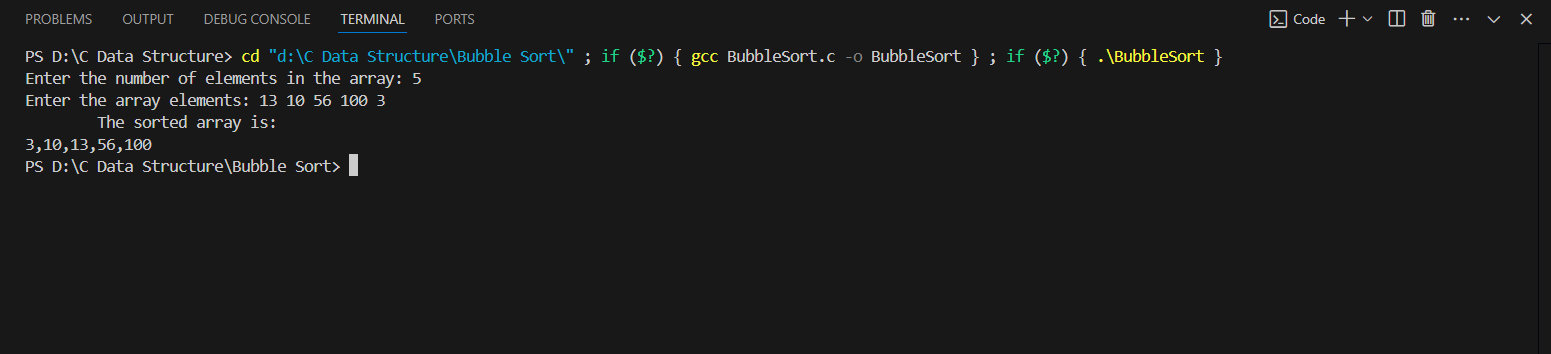 PROBLEMS OUTPUT DEBUG CONSOLE TERMINAL PORTS Code
PS D:\C Data Structure> cd "d:\C Data Structure\Bubble Sort\" ; if ($?) { gcc BubbleSort.c -o BubbleSort } ; if ($?) { .\BubbleSort }
Enter the number of elements in the array: 5
Enter the array elements: 13 10 56 100 3
        The sorted array is:
3,10,13,56,100
PS D:\C Data Structure\Bubble Sort>